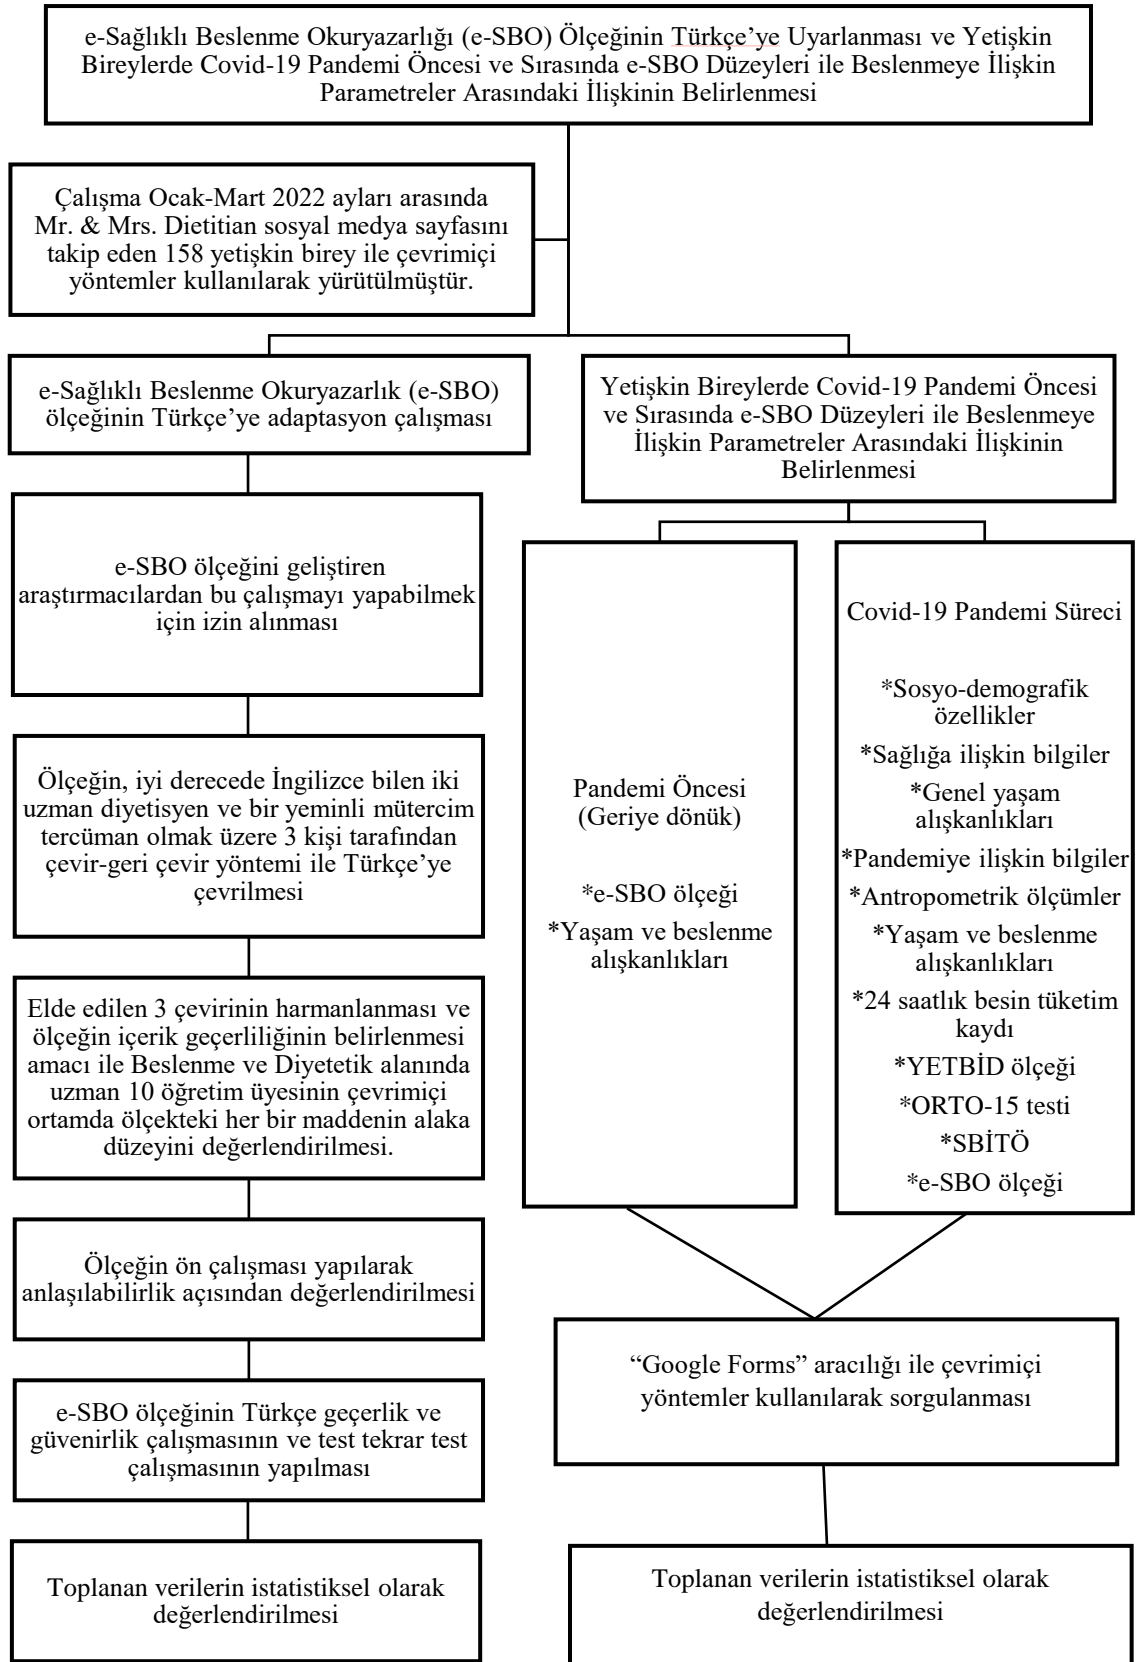 e-Sağlıklı Beslenme Okuryazarlığı (e-SBO) Ölçeğinin Türkçe’ye Uyarlanması ve Yetişkin
Bireylerde Covid-19 Pandemi Öncesi ve Sırasında e-SBO Düzeyleri ile Beslenmeye İlişkin
Parametreler Arasındaki İlişkinin Belirlenmesi
Çalışma Ocak-Mart 2022 ayları arasında
Mr. & Mrs. Dietitian sosyal medya sayfasını
takip eden 158 yetişkin birey ile çevrimiçi
yöntemler kullanılarak yürütülmüştür.
e-Sağlıklı Beslenme Okuryazarlık (e-SBO)
ölçeğinin Türkçe’ye adaptasyon çalışması
e-SBO ölçeğini geliştiren
araştırmacılardan bu çalışmayı yapabilmek
için izin alınması
Ölçeğin, iyi derecede İngilizce bilen iki
uzman diyetisyen ve bir yeminli mütercim
tercüman olmak üzere 3 kişi tarafından
çevir-geri çevir yöntemi ile Türkçe’ye
çevrilmesi
Elde edilen 3 çevirinin harmanlanması ve
ölçeğin içerik geçerliliğinin belirlenmesi
amacı ile Beslenme ve Diyetetik alanında
uzman 10 öğretim üyesinin çevrimiçi
ortamda ölçekteki her bir maddenin alaka
düzeyini değerlendirilmesi.
Ölçeğin ön çalışması yapılarak
anlaşılabilirlik açısından değerlendirilmesi
e-SBO ölçeğinin Türkçe geçerlik ve
güvenirlik çalışmasının ve test tekrar test
çalışmasının yapılması
Toplanan verilerin istatistiksel olarak
değerlendirilmesi
Yetişkin Bireylerde Covid-19 Pandemi Öncesi
ve Sırasında e-SBO Düzeyleri ile Beslenmeye
İlişkin Parametreler Arasındaki İlişkinin
Belirlenmesi
Pandemi Öncesi
(Geriye dönük)
*e-SBO ölçeği
*Yaşam ve beslenme
alışkanlıkları
Covid-19 Pandemi Süreci
*Sosyo-demografik
özellikler
*Sağlığa ilişkin bilgiler
*Genel yaşam
alışkanlıkları
*Pandemiye ilişkin bilgiler
*Antropometrik ölçümler
*Yaşam ve beslenme
alışkanlıkları
*24 saatlik besin tüketim
kaydı
*YETBİD ölçeği
*ORTO-15 testi
*SBİTÖ
*e-SBO ölçeği
“Google Forms” aracılığı ile çevrimiçi
yöntemler kullanılarak sorgulanması
Toplanan verilerin istatistiksel olarak
değerlendirilmesi